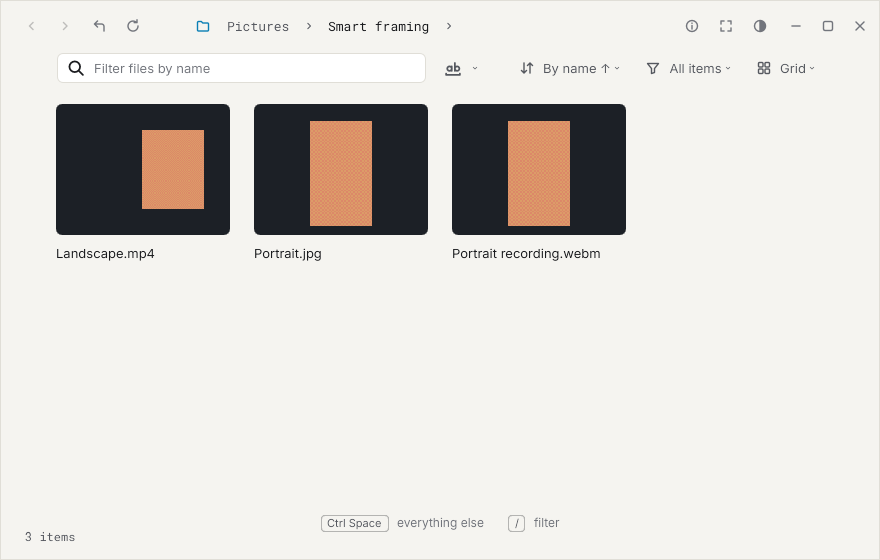 Pictures > Smart framing >
Filter files by name
ab
By name ↑
All items
Grid
Landscape.mp4
Portrait.jpg
Portrait recording.webm
Ctrl Space everything else / filter
3 items